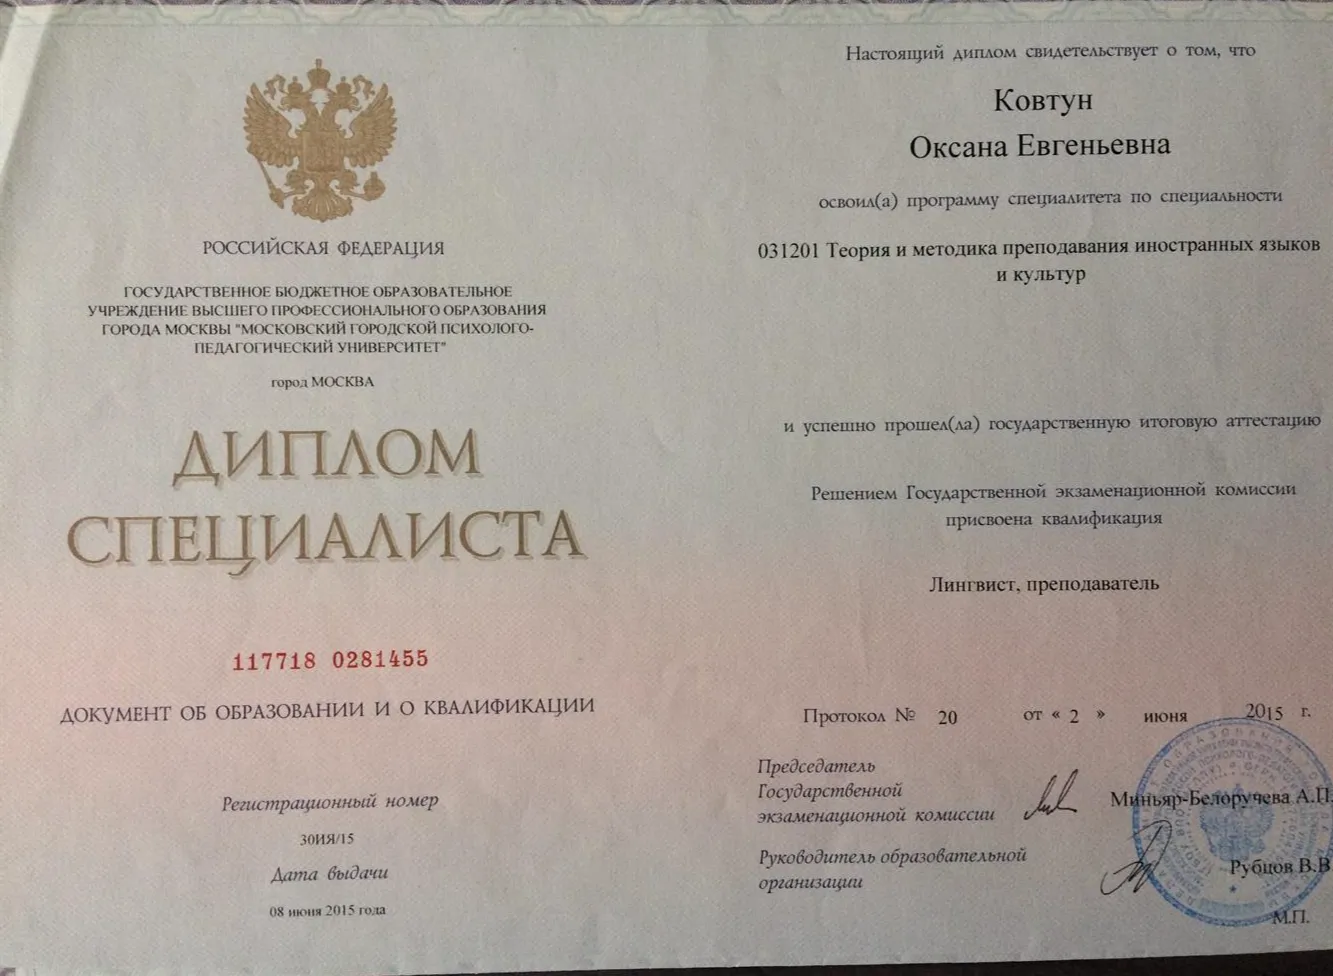 РОССИЙСКАЯ ФЕДЕРАЦИЯ
ГОСУДАРСТВЕННОЕ БЮДЖЕТНОЕ ОБРАЗОВАТЕЛЬНОЕ
УЧРЕЖДЕНИЕ ВЫСШЕГО ПРОФЕССИОНАЛЬНОГО ОБРАЗОВАНИЯ
ГОРОДА МОСКВЫ "МОСКОВСКИЙ ГОРОДСКОЙ ПСИХОЛОГО-
ПЕДАГОГИЧЕСКИЙ УНИВЕРСИТЕТ"
город МОСКВА
ДИПЛОМ
СПЕЦИАЛИСТА
117718 0281455
ДОКУМЕНТ ОБ ОБРАЗОВАНИИ И О КВАЛИФИКАЦИИ
Регистрационный номер
30ИЯ/15
Дата выдачи
08 июня 2015 года
Настоящий диплом свидетельствует о том, что
Ковтун
Оксана Евгеньевна
освоил(а) программу специалитета по специальности
031201 Теория и методика преподавания иностранных языков
и культур
и успешно прошел(ла) государственную итоговую аттестацию
Решением Государственной экзаменационной комиссии
присвоена квалификация
Лингвист, преподаватель
Протокол № 20 от « 2 » июня 2015 г.
Председатель
Государственной
экзаменационной комиссии
Миньяр-Белоручева А.П.
Руководитель образовательной
организации
Рубцов В.В
М.П.